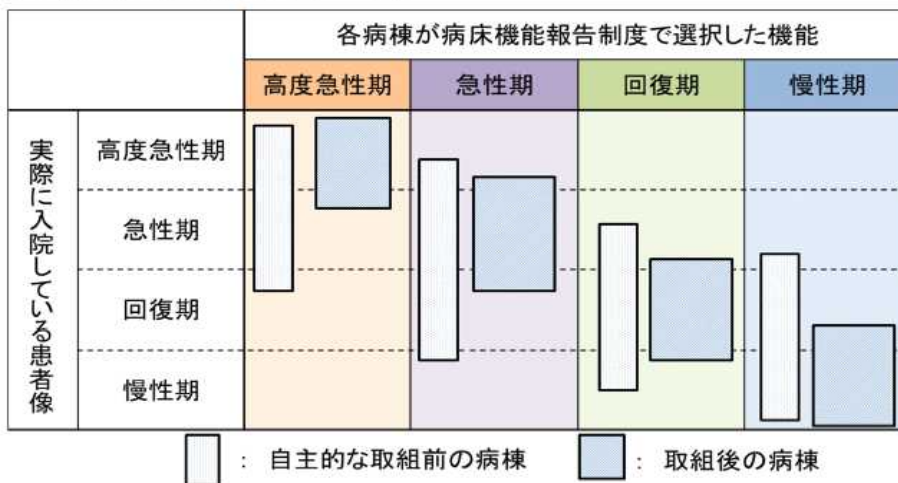 各病棟が病床機能報告制度で選択した機能
高度急性期 急性期 回復期 慢性期
実際に入院している患者像
高度急性期
急性期
回復期
慢性期
： 自主的な取組前の病棟 ： 取組後の病棟